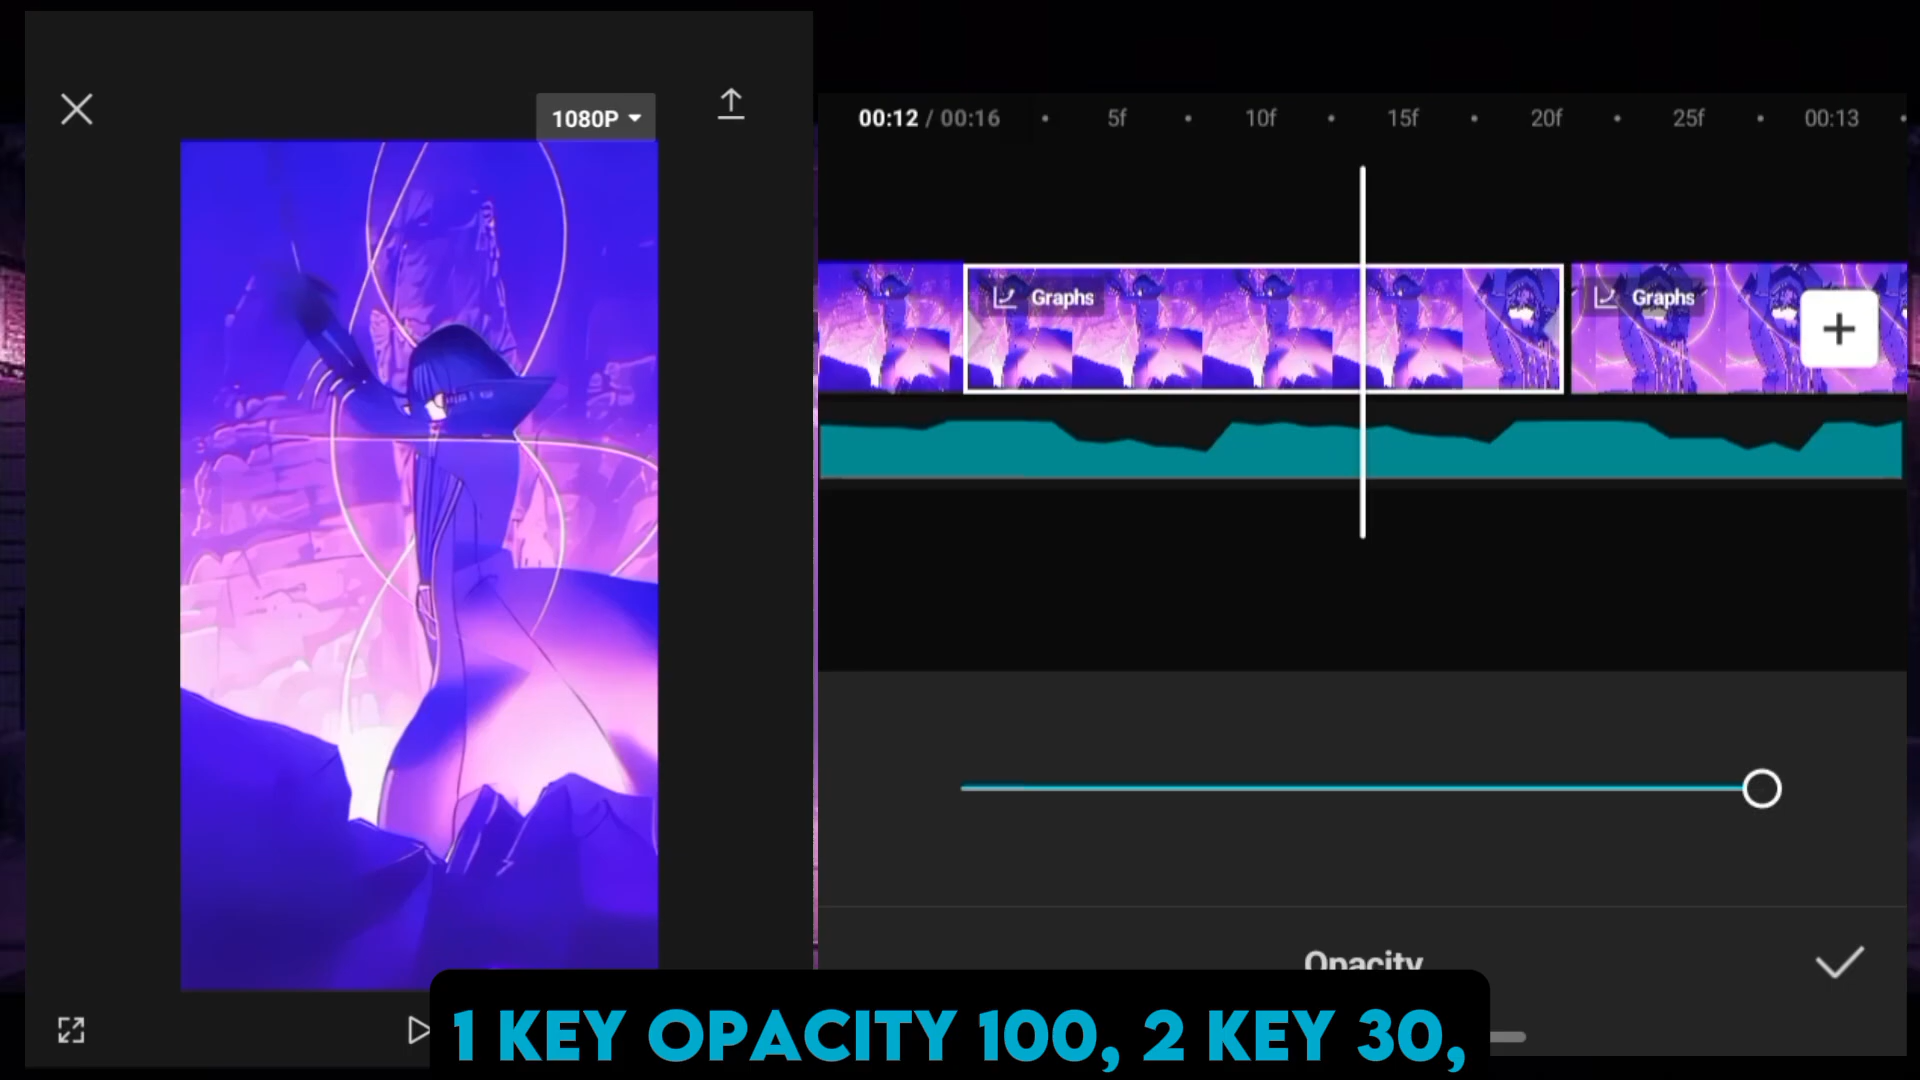 1080P
00:12 / 00:16 5f 10f 15f 20f 25f 00:13
Graphs Graphs
Opacity
1 KEY OPACITY 100, 2 KEY 30,